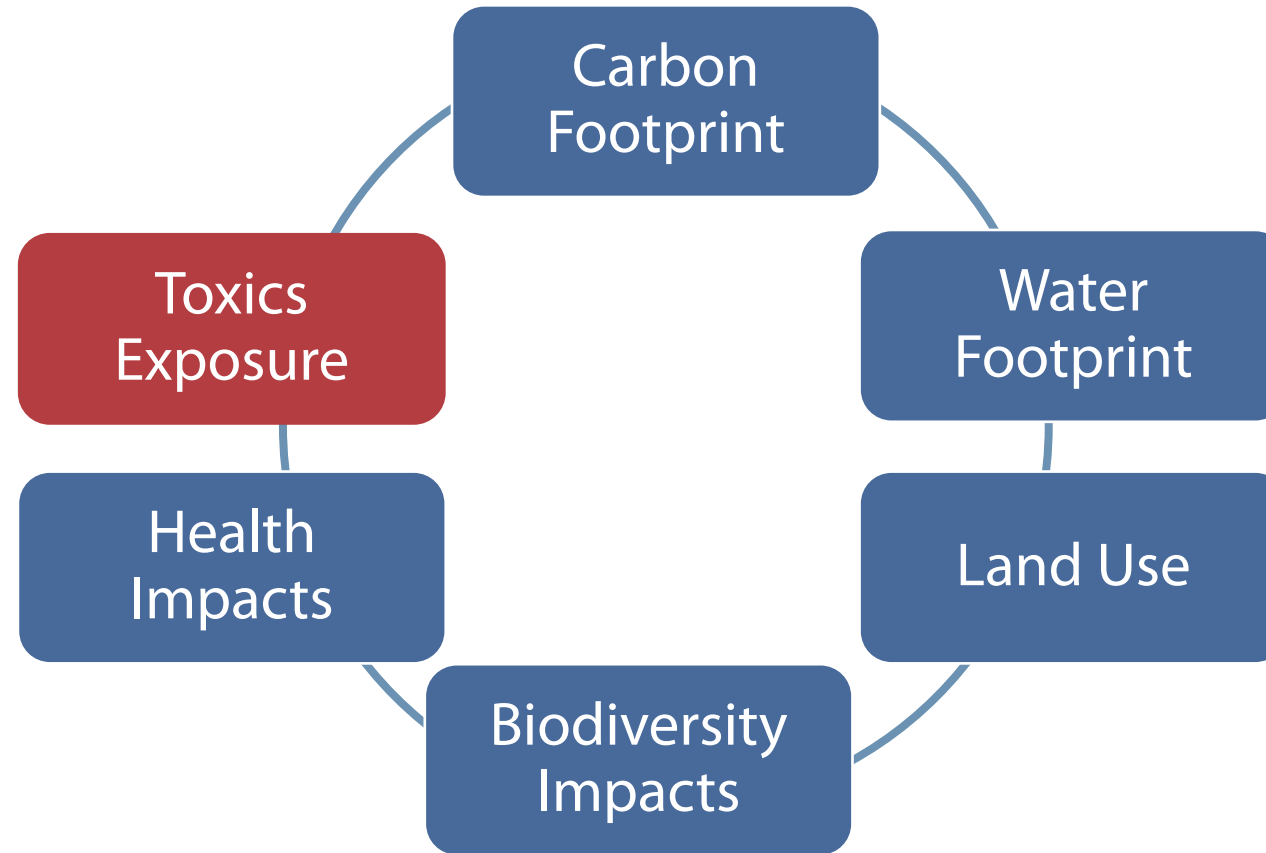 Carbon
Footprint
Water
Footprint
Land Use
Biodiversity
Impacts
Health
Impacts
Toxics
Exposure